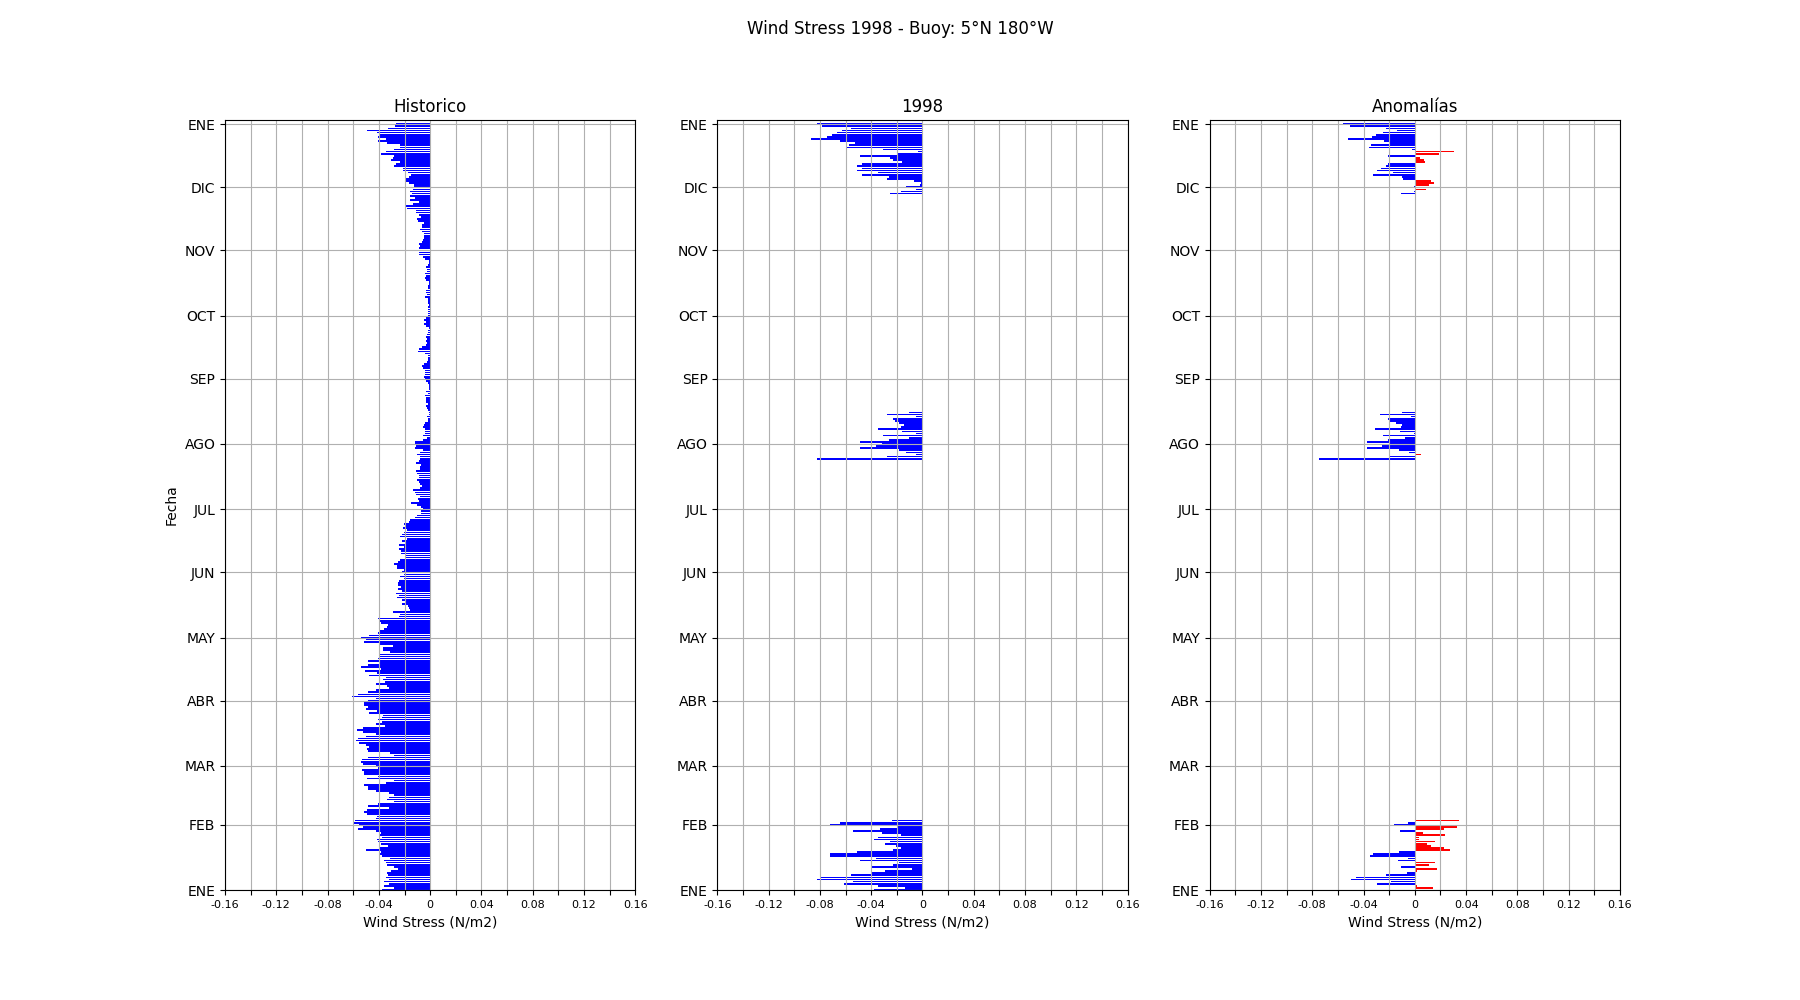 Wind Stress 1998 - Buoy: 5°N 180°W
Historico
ENE
DIC
NOV
OCT
SEP
AGO
JUL
JUN
MAY
ABR
MAR
FEB
ENE
Fecha
-0.16 -0.12 -0.08 -0.04 0 0.04 0.08 0.12 0.16
Wind Stress (N/m2)
1998
ENE
DIC
NOV
OCT
SEP
AGO
JUL
JUN
MAY
ABR
MAR
FEB
ENE
-0.16 -0.12 -0.08 -0.04 0 0.04 0.08 0.12 0.16
Wind Stress (N/m2)
Anomalías
ENE
DIC
NOV
OCT
SEP
AGO
JUL
JUN
MAY
ABR
MAR
FEB
ENE
-0.16 -0.12 -0.08 -0.04 0 0.04 0.08 0.12 0.16
Wind Stress (N/m2)